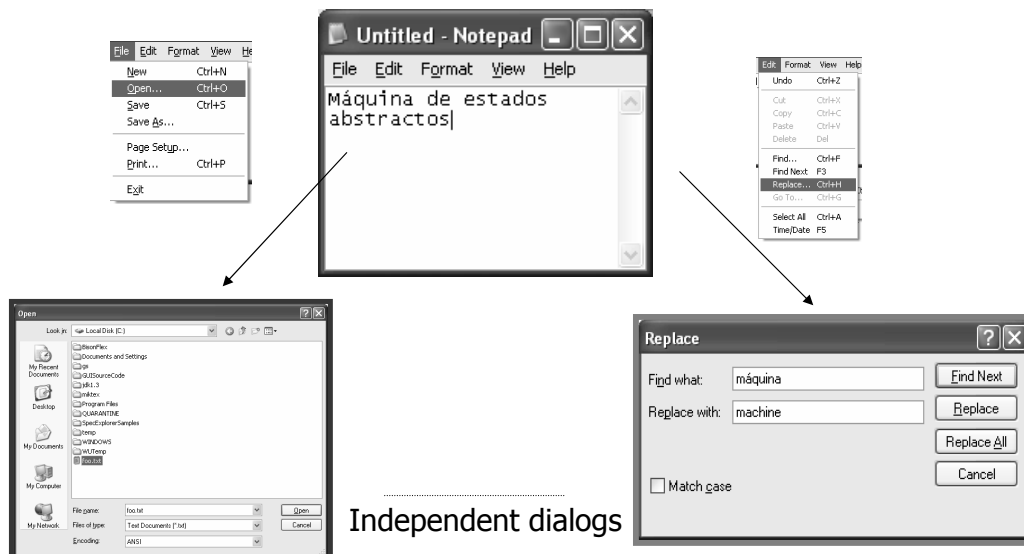 Untitled - Notepad
File Edit Format View Help
Máquina de estados
abstractos
File Edit Format View He
New Ctrl+N
Open... Ctrl+O
Save Ctrl+S
Save As...
Page Setup...
Print... Ctrl+P
Exit
Edit Format View Help
Undo Ctrl+Z
Cut Ctrl+X
Copy Ctrl+C
Paste Ctrl+V
Delete Del
Find... Ctrl+F
Find Next F3
Replace... Ctrl+H
Go To... Ctrl+G
Select All Ctrl+A
Time/Date F5
Open
Look in: Local Disk (C:)
My Recent
Documents
Desktop
My Documents
My Computer
My Network
BisonFlex
Documents and Settings
gs
GUISourceCode
jdk1.3
miktex
Program Files
QUARANTINE
SpecExplorerSamples
temp
WINDOWS
WUTemp
foo.txt
File name: foo.txt Open
Files of type: Text Documents (*.txt) Cancel
Encoding: ANSI
Replace
Find what: máquina Find Next
Replace with: machine Replace
Replace All
Match case Cancel
Independent dialogs